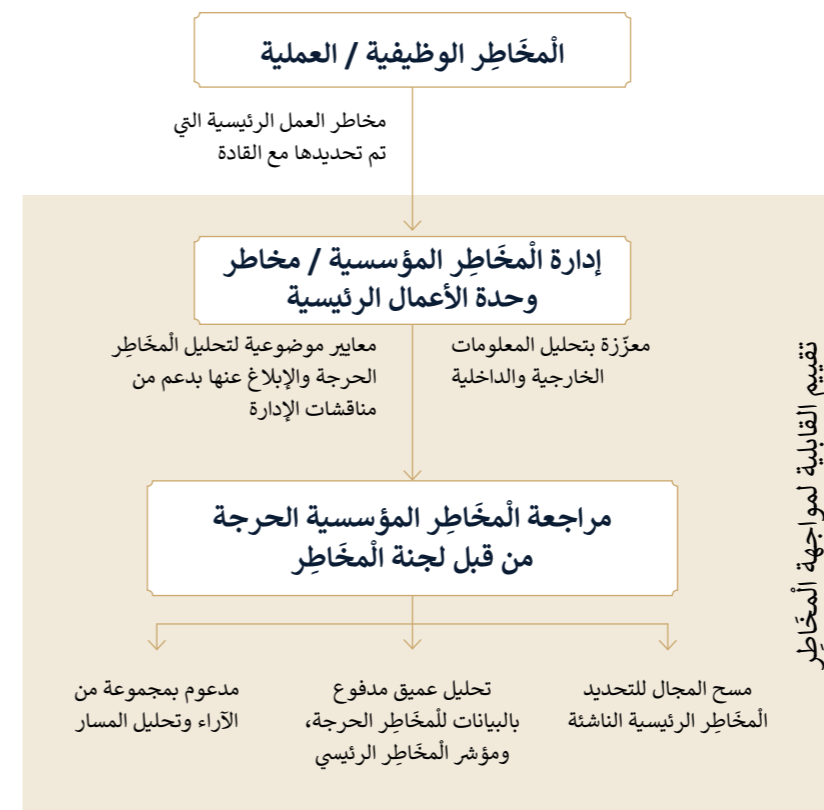 الْمخَاطِر الوظيفية / العملية
مخاطر العمل الرئيسية التي
تم تحديدها مع القادة
إدارة الْمخَاطِر المؤسسية / مخاطر
وحدة الأعمال الرئيسية
معزّزة بتحليل المعلومات
الخارجية والداخلية
معايير موضوعية لتحليل الْمخَاطِر
الحرجة والإبلاغ عنها بدعم من
مناقشات الإدارة
مراجعة الْمخَاطِر المؤسسية الحرجة
من قبل لجنة الْمخَاطِر
مسح المجال للتحديد
الْمخَاطِر الرئيسية الناشئة
تحليل عميق مدفوع
بالبيانات للْمخَاطِر الحرجة،
ومؤشر الْمخَاطِر الرئيسي
مدعوم بمجموعة من
الآراء وتحليل المسار
تقييم القابلية لمواجهة الْمخَاطِر